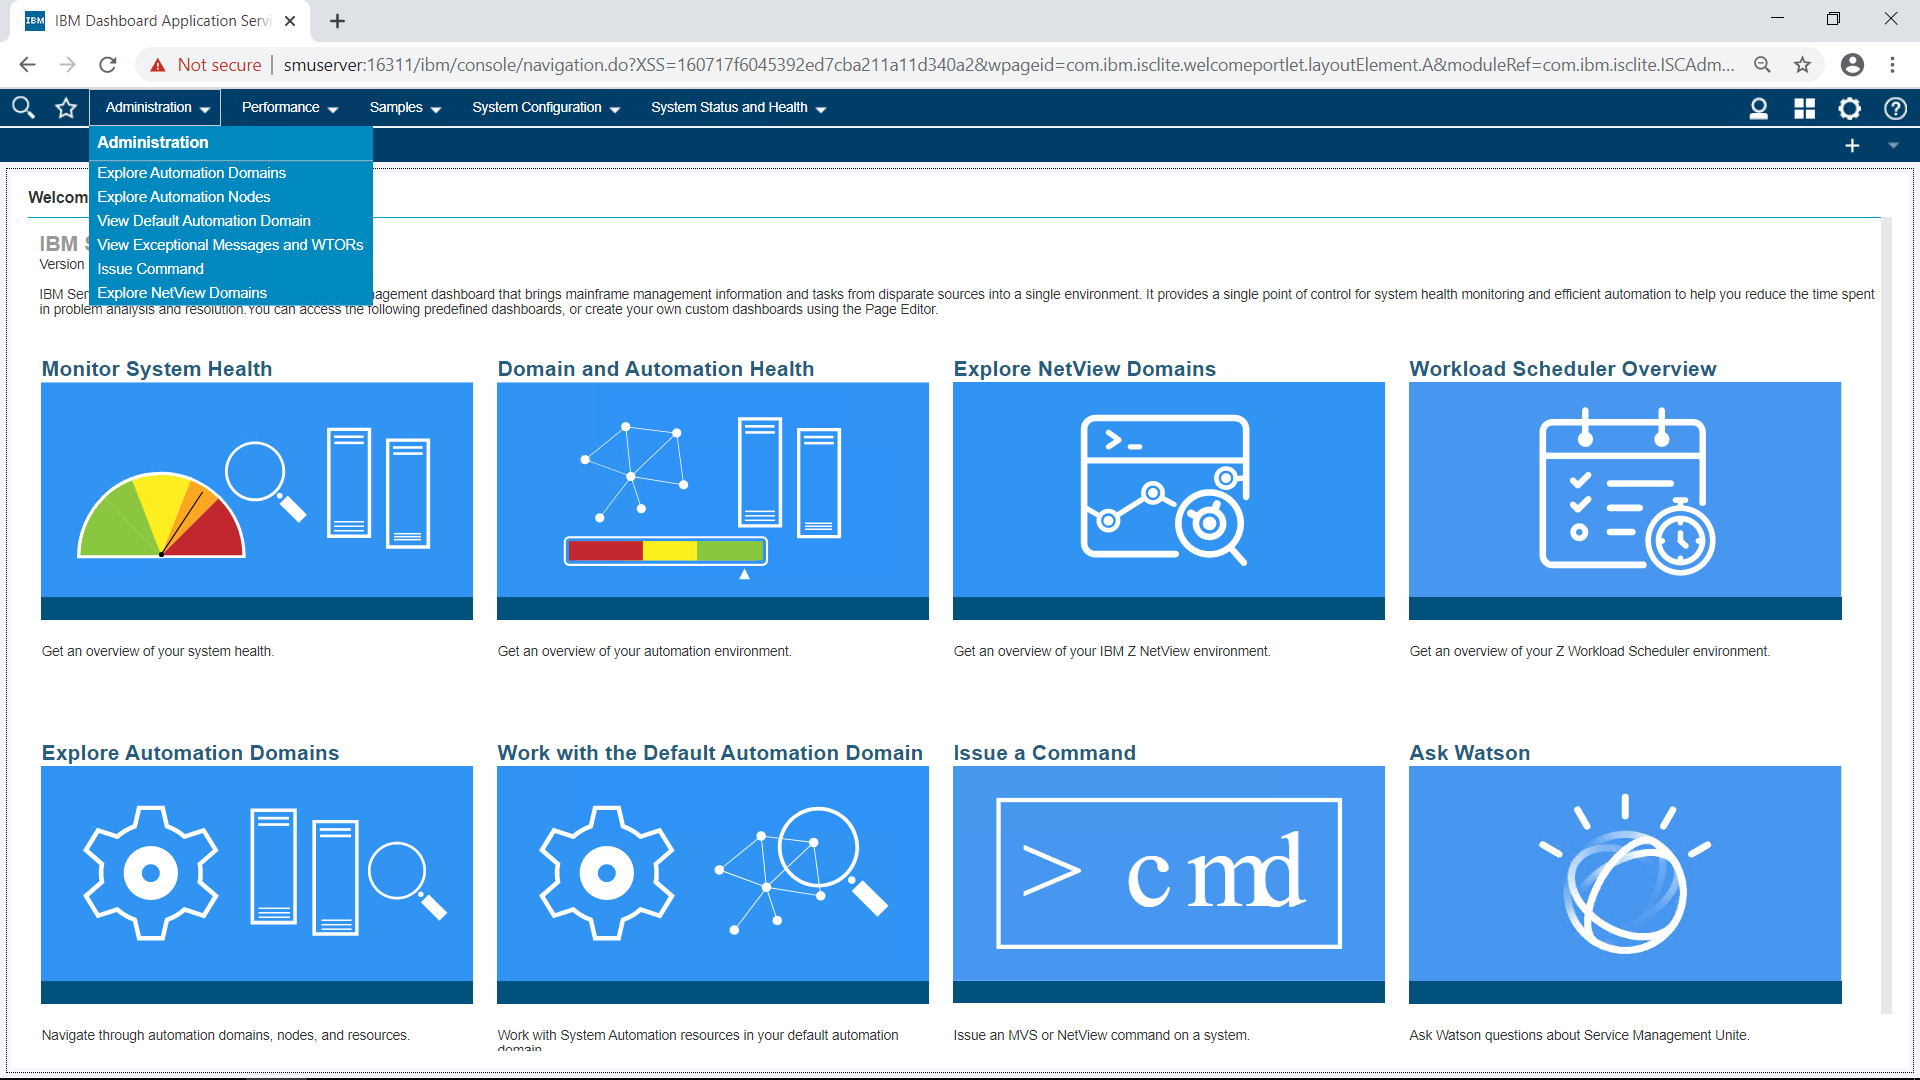 IBM
IBM Dashboard Application Servi
Not secure
smuserver:16311/ibm/console/navigation.do?XSS=160717f6045392ed7cba211a11d340a2&wpageid=com.ibm.isclite.welcomeportlet.layoutElement.A&moduleRef=com.ibm.isclite.ISCAdm...
Administration
Performance
Samples
System Configuration
System Status and Health
Administration
Explore Automation Domains
Explore Automation Nodes
View Default Automation Domain
View Exceptional Messages and WTORs
Issue Command
Explore NetView Domains
Welcom
IBM S
Version
IBM Ser
agement dashboard that brings mainframe management information and tasks from disparate sources into a single environment. It provides a single point of control for system health monitoring and efficient automation to help you reduce the time spent
in problem analysis and resolution.You can access the following predefined dashboards, or create your own custom dashboards using the Page Editor.
Monitor System Health
Domain and Automation Health
Explore NetView Domains
Workload Scheduler Overview
>-
Get an overview of your system health.
Get an overview of your automation environment.
Get an overview of your IBM Z NetView environment.
Get an overview of your Z Workload Scheduler environment.
Explore Automation Domains
Work with the Default Automation Domain
Issue a Command
Ask Watson
> cmd
Navigate through automation domains, nodes, and resources.
Work with System Automation resources in your default automation
domain
Issue an MVS or NetView command on a system.
Ask Watson questions about Service Management Unite.